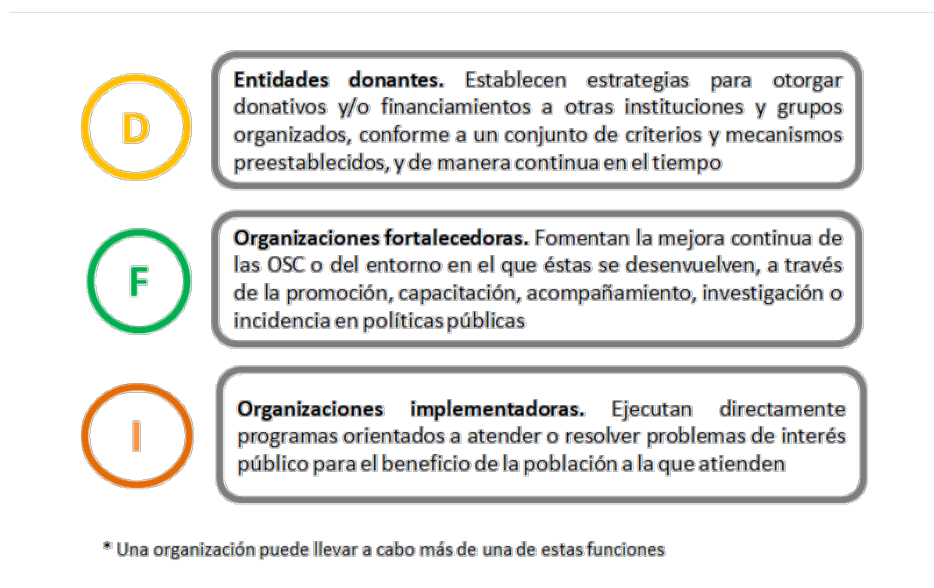 D
Entidades donantes. Establecen estrategias para otorgar
donativos y/o financiamientos a otras instituciones y grupos
organizados, conforme a un conjunto de criterios y mecanismos
preestablecidos, y de manera continua en el tiempo
F
Organizaciones fortalecedoras. Fomentan la mejora continua de
las OSC o del entorno en el que éstas se desenvuelven, a través
de la promoción, capacitación, acompañamiento, investigación o
incidencia en políticas públicas
I
Organizaciones implementadoras. Ejecutan directamente
programas orientados a atender o resolver problemas de interés
público para el beneficio de la población a la que atienden
* Una organización puede llevar a cabo más de una de estas funciones